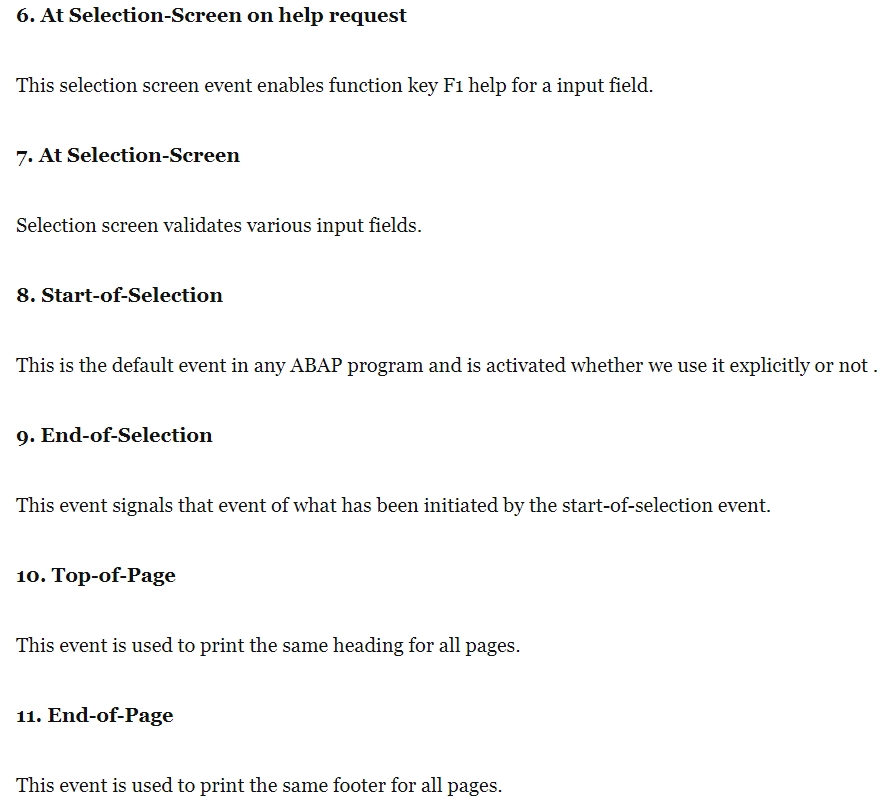 6. At Selection-Screen on help request
This selection screen event enables function key F1 help for a input field.
7. At Selection-Screen
Selection screen validates various input fields.
8. Start-of-Selection
This is the default event in any ABAP program and is activated whether we use it explicitly or not .
9. End-of-Selection
This event signals that event of what has been initiated by the start-of-selection event.
10. Top-of-Page
This event is used to print the same heading for all pages.
11. End-of-Page
This event is used to print the same footer for all pages.